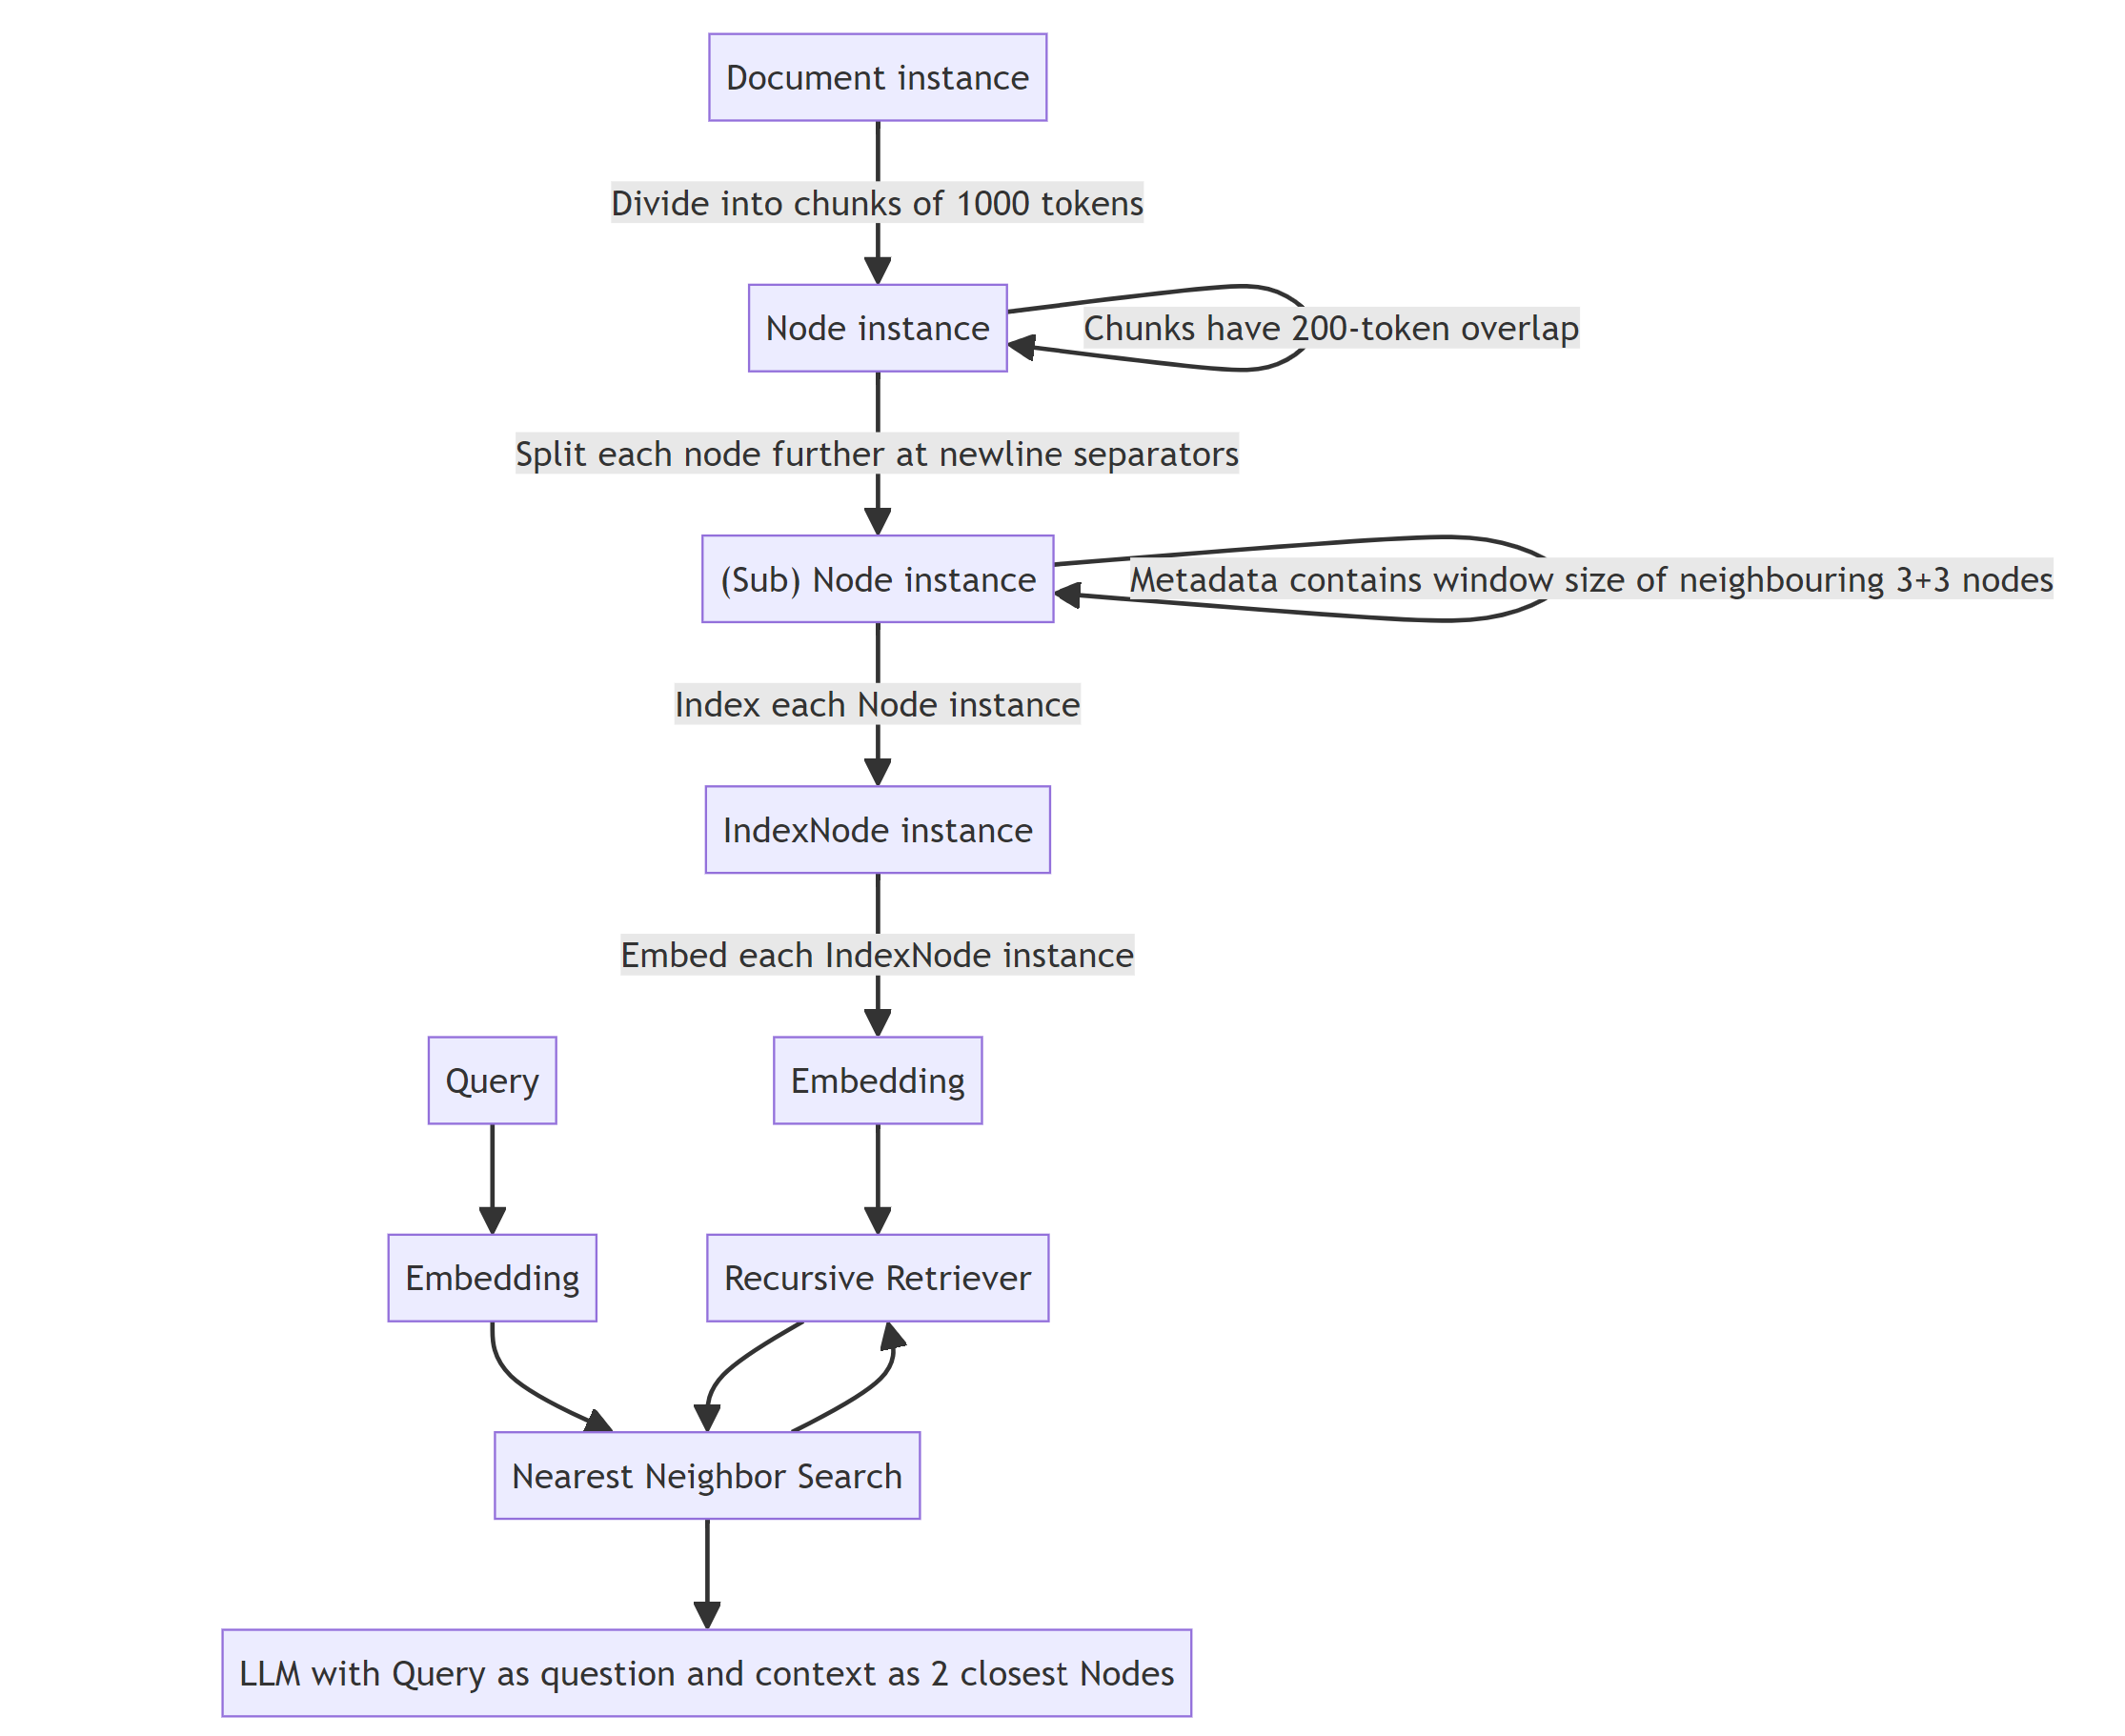 Document instance
Divide into chunks of 1000 tokens
Node instance
Chunks have 200-token overlap
Split each node further at newline separators
(Sub) Node instance
Metadata contains window size of neighbouring 3+3 nodes
Index each Node instance
IndexNode instance
Embed each IndexNode instance
Query
Embedding
Embedding
Recursive Retriever
Nearest Neighbor Search
LLM with Query as question and context as 2 closest Nodes